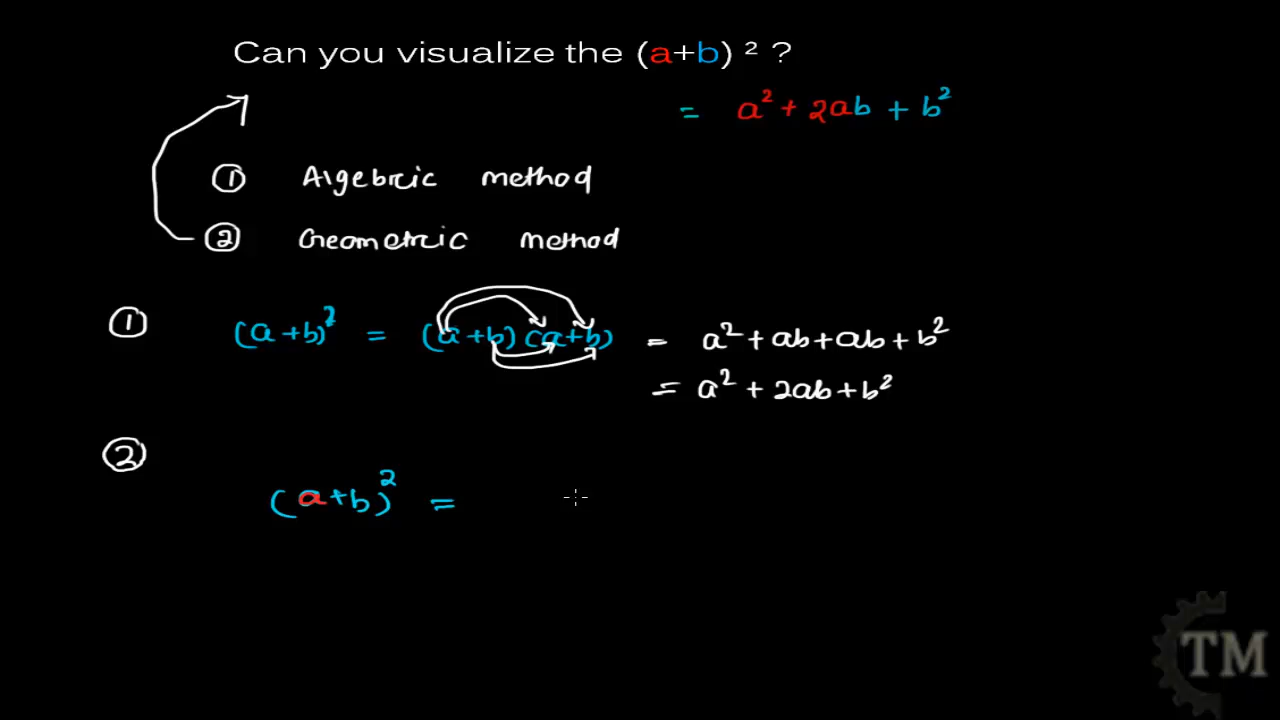 Can you visualize the (a+b) ² ?
= a² + 2ab + b²
① Algebric method
② Geometric method
① (a+b)² = (a+b)(a+b) = a² + ab + ab + b²
= a² + 2ab + b²
②
(a+b)² =
TM